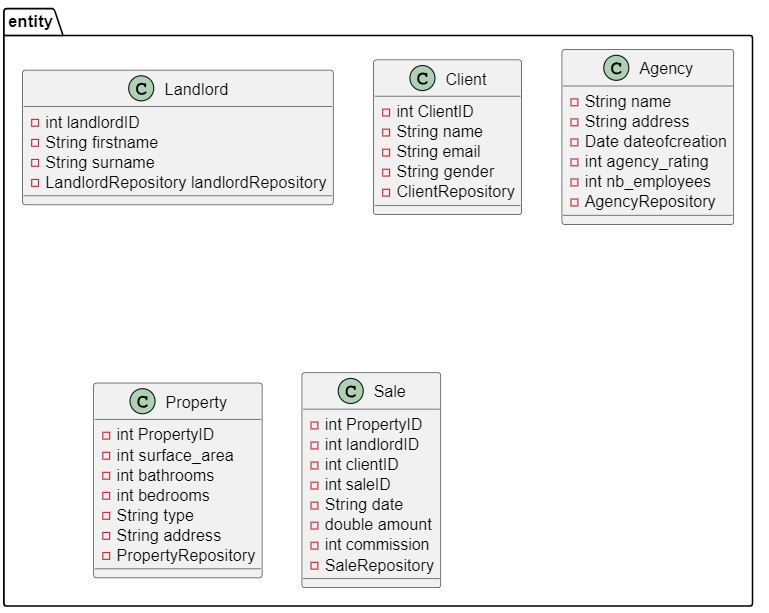 entity
C Landlord
int landlordID
String firstname
String surname
LandlordRepository landlordRepository
C Client
int ClientID
String name
String email
String gender
ClientRepository
C Agency
String name
String address
Date dateofcreation
int agency_rating
int nb_employees
AgencyRepository
C Property
int PropertyID
int surface_area
int bathrooms
int bedrooms
String type
String address
PropertyRepository
C Sale
int PropertyID
int landlordID
int clientID
int saleID
String date
double amount
int commission
SaleRepository